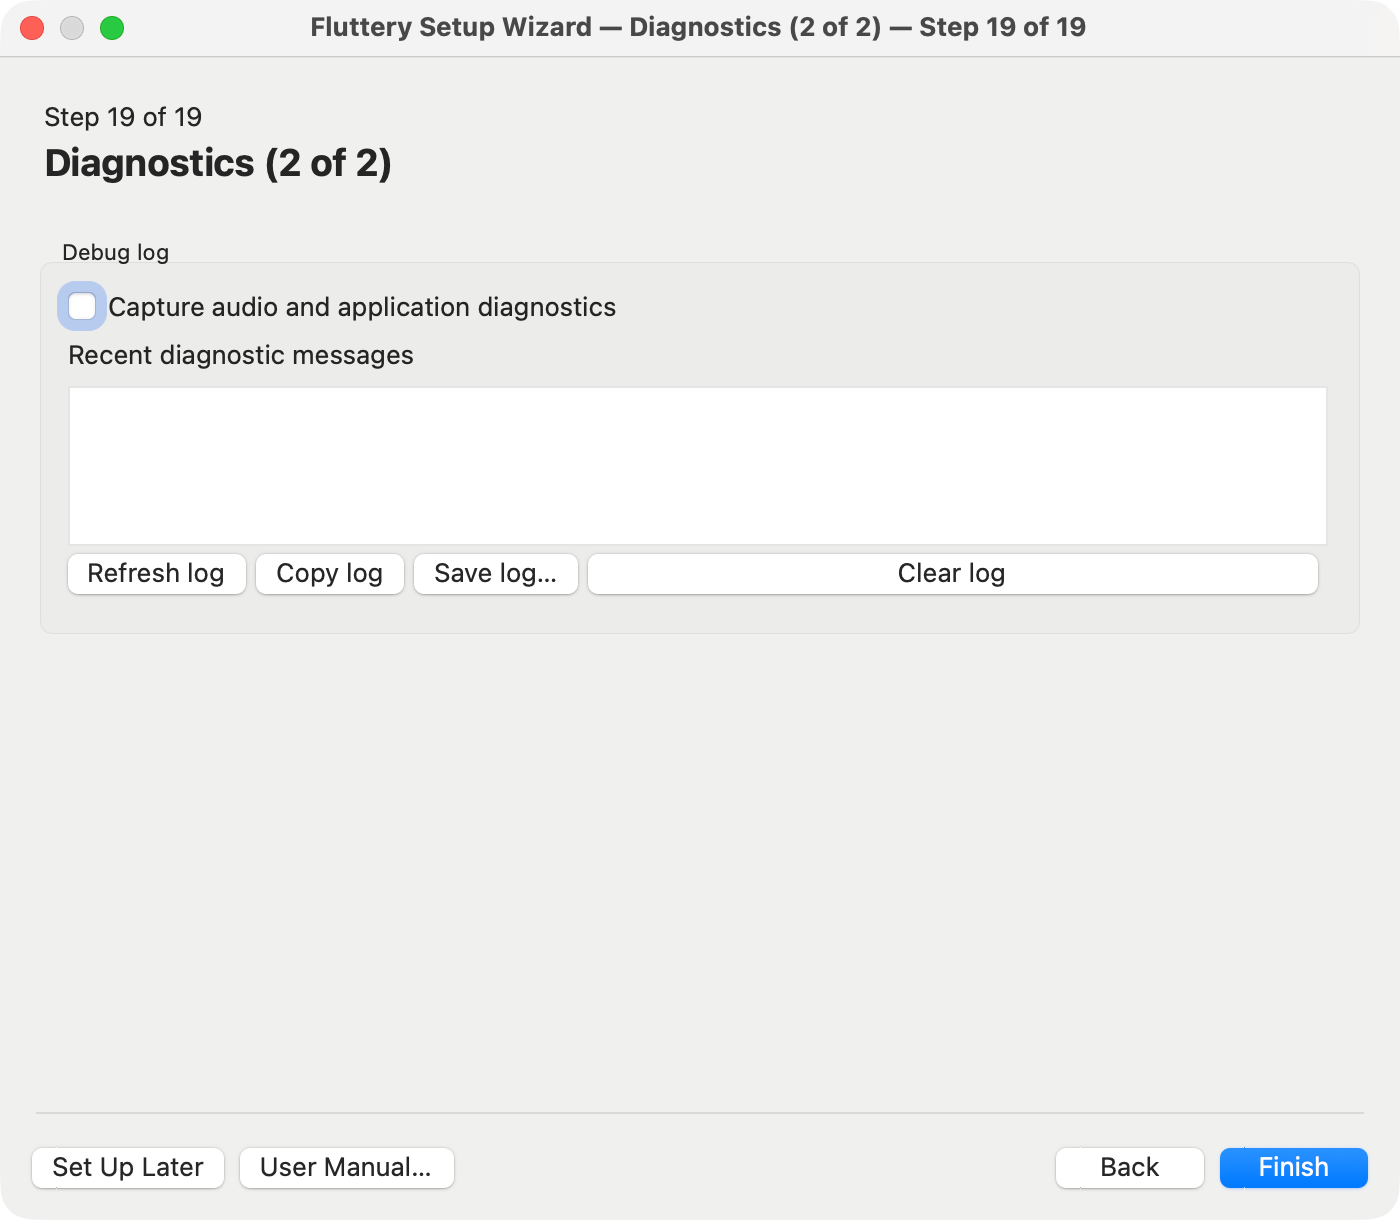 Fluttery Setup Wizard — Diagnostics (2 of 2) — Step 19 of 19
Step 19 of 19
Diagnostics (2 of 2)
Debug log
Capture audio and application diagnostics
Recent diagnostic messages
Refresh log Copy log Save log... Clear log
Set Up Later User Manual... Back Finish